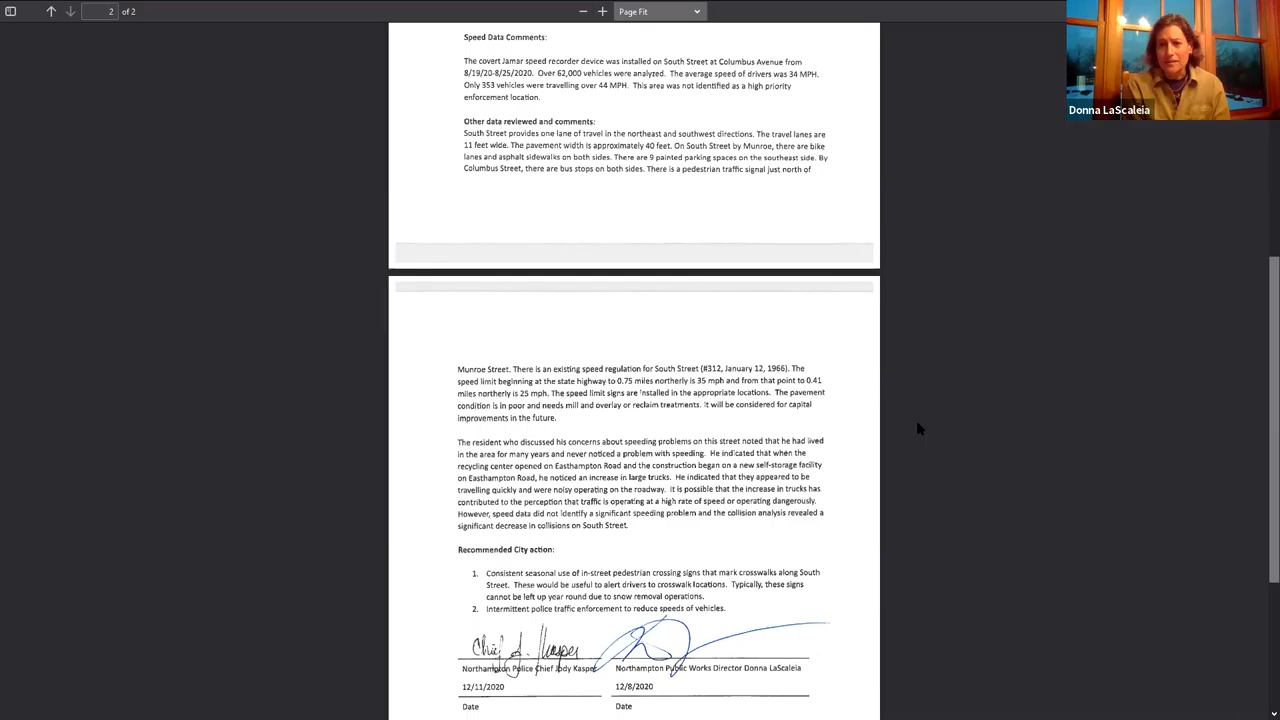 2 of 2
Page Fit
Donna LaScaleia
Speed Data Comments:
The covert Jamar speed recorder device was installed on South Street at Columbus Avenue from
8/19/20-8/25/2020. Over 62,000 vehicles were analyzed. The average speed of drivers was 34 MPH.
Only 353 vehicles were travelling over 44 MPH. This area was not identified as a high priority
enforcement location.
Other data reviewed and comments:
South Street provides one lane of travel in the northeast and southwest directions. The travel lanes are
11 feet wide. The pavement width is approximately 40 feet. On South Street by Munroe, there are bike
lanes and asphalt sidewalks on both sides. There are 9 painted parking spaces on the southeast side. By
Columbus Street, there are bus stops on both sides. There is a pedestrian traffic signal just north of
Munroe Street. There is an existing speed regulation for South Street (#312, January 12, 1966). The
speed limit beginning at the state highway to 0.75 miles northerly is 35 mph and from that point to 0.41
miles northerly is 25 mph. The speed limit signs are installed in the appropriate locations. The pavement
condition is in poor and needs mill and overlay or reclaim treatments. It will be considered for capital
improvements in the future.
The resident who discussed his concerns about speeding problems on this street noted that he had lived
in the area for many years and never noticed a problem with speeding. He indicated that when the
recycling center opened on Easthampton Road and the construction began on a new self-storage facility
on Easthampton Road, he noticed an increase in large trucks. He indicated that they appeared to be
travelling quickly and were noisy operating on the roadway. It is possible that the increase in trucks has
contributed to the perception that traffic is operating at a high rate of speed or operating dangerously.
However, speed data did not identify a significant speeding problem and the collision analysis revealed a
significant decrease in collisions on South Street.
Recommended City action:
1. Consistent seasonal use of in-street pedestrian crossing signs that mark crosswalks along South
Street. These would be useful to alert drivers to crosswalk locations. Typically, these signs
cannot be left up year round due to snow removal operations.
2. Intermittent police traffic enforcement to reduce speeds of vehicles.
Chief J. Kasper
Northampton Police Chief Jody Kasper Northampton Public Works Director Donna LaScaleia
12/11/2020 12/8/2020
Date Date